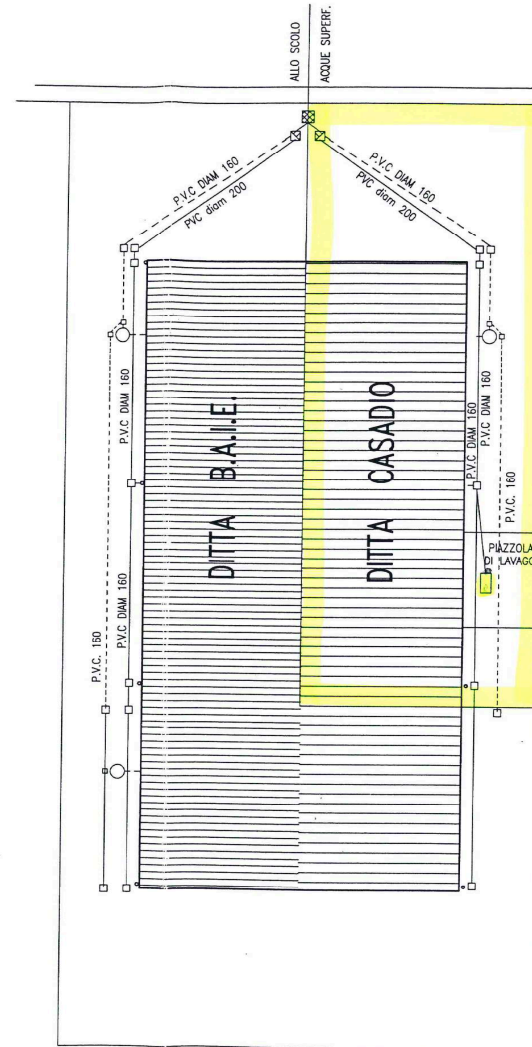 ALLO SCOLO
ACQUE SUPERF.
P.V.C DIAM 160
PVC diam 200
P.V.C DIAM 160
PVC diam 200
P.V.C DIAM 160
P.V.C DIAM 160
P.V.C. 160
DITTA B.A.I.E.
DITTA CASADIO
P.V.C DIAM 160
P.V.C DIAM 160
P.V.C. 160
PIAZZOLA
DI LAVAGG